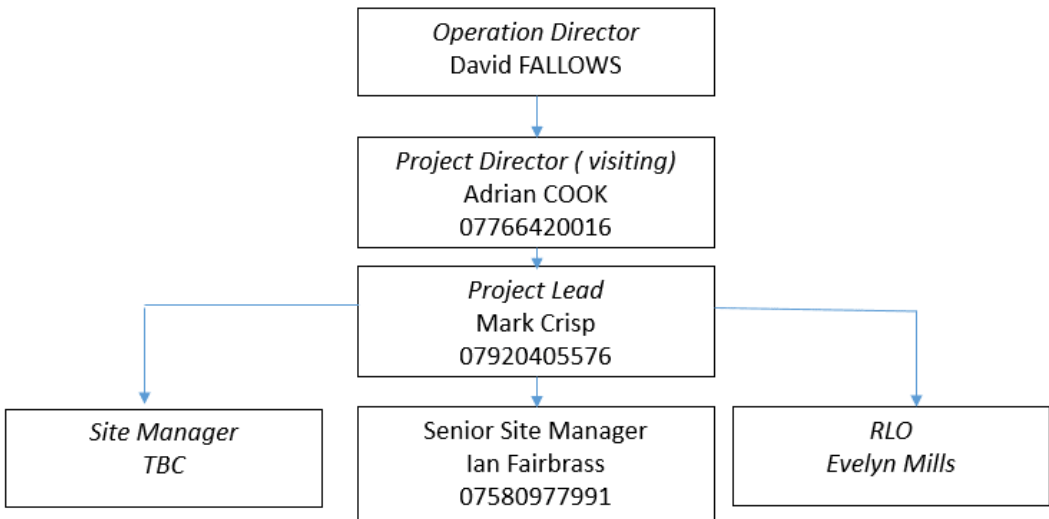 Operation Director
David FALLOWS
Project Director ( visiting)
Adrian COOK
07766420016
Project Lead
Mark Crisp
07920405576
Site Manager
TBC
Senior Site Manager
Ian Fairbrass
07580977991
RLO
Evelyn Mills